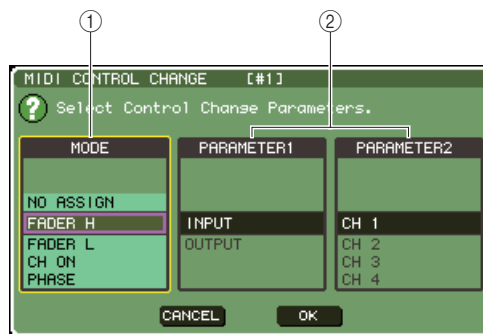 ① ②
MIDI CONTROL CHANGE [#1]
? Select Control Change Parameters.
MODE PARAMETER1 PARAMETER2
NO ASSIGN
FADER H INPUT CH 1
FADER L OUTPUT CH 2
CH ON CH 3
PHASE CH 4
CANCEL OK